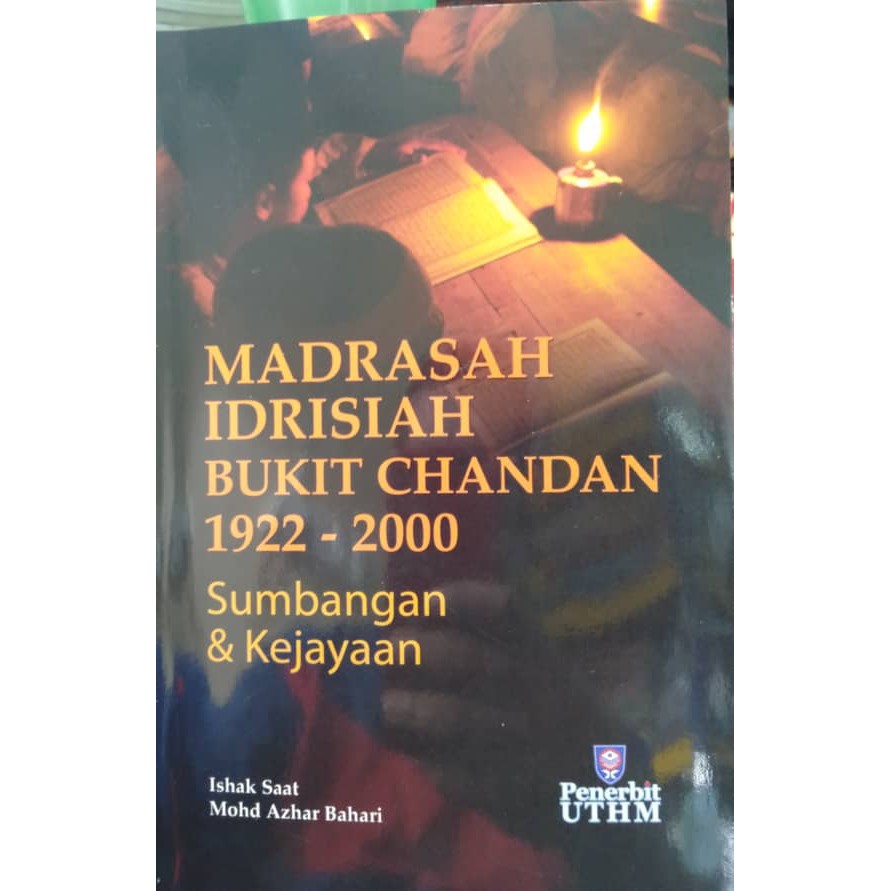 MADRASAH
IDRISIAH
BUKIT CHANDAN
1922 - 2000
Sumbangan
& Kejayaan
Ishak Saat
Mohd Azhar Bahari
Penerbit
UTHM